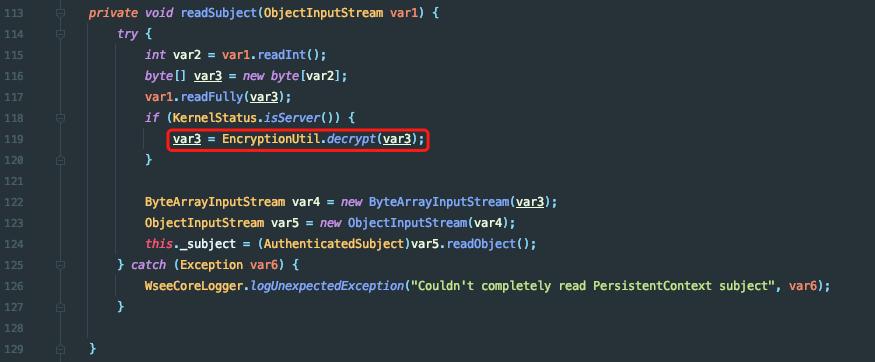 113 private void readSubject(ObjectInputStream var1) {
114 try {
115 int var2 = var1.readInt();
116 byte[] var3 = new byte[var2];
117 var1.readFully(var3);
118 if (KernelStatus.isServer()) {
119 var3 = EncryptionUtil.decrypt(var3);
120 }
121
122 ByteArrayInputStream var4 = new ByteArrayInputStream(var3);
123 ObjectInputStream var5 = new ObjectInputStream(var4);
124 this._subject = (AuthenticatedSubject)var5.readObject();
125 } catch (Exception var6) {
126 WseeCoreLogger.logUnexpectedException("Couldn't completely read PersistentContext subject", var6);
127 }
128
129 }